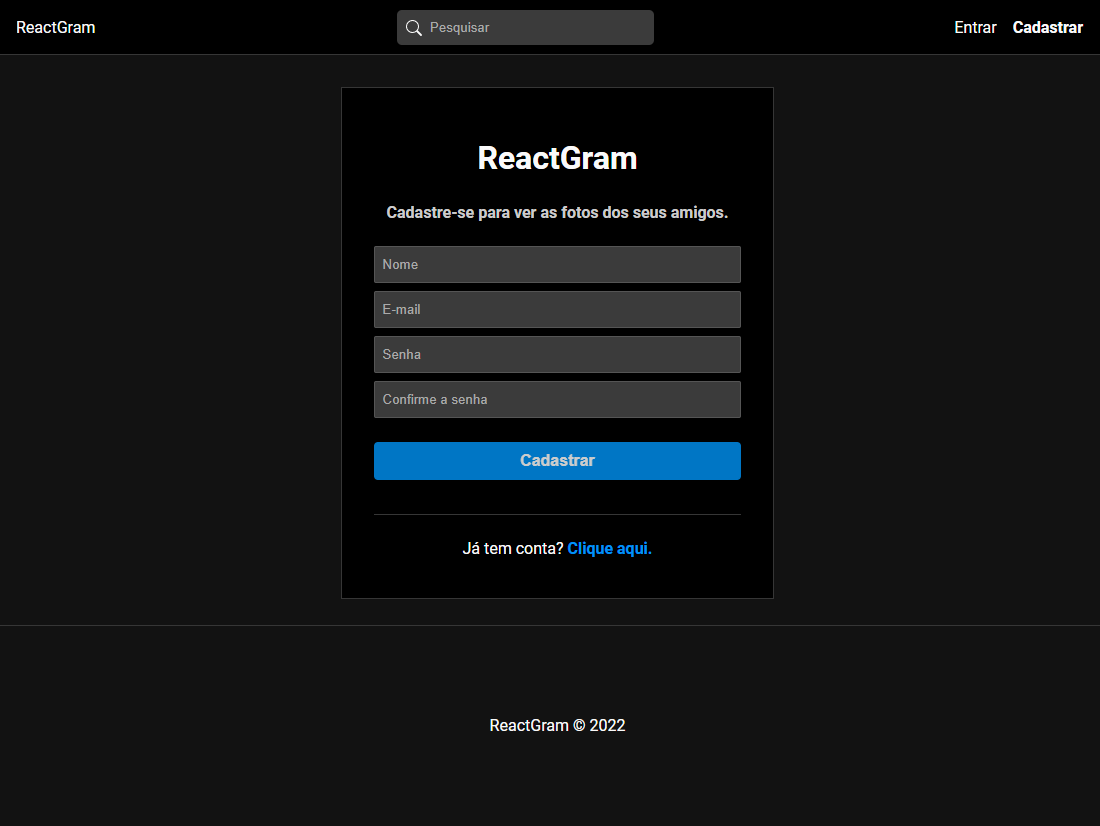 ReactGram
Pesquisar
Entrar Cadastrar
ReactGram
Cadastre-se para ver as fotos dos seus amigos.
Nome
E-mail
Senha
Confirme a senha
Cadastrar
Já tem conta? Clique aqui.
ReactGram © 2022